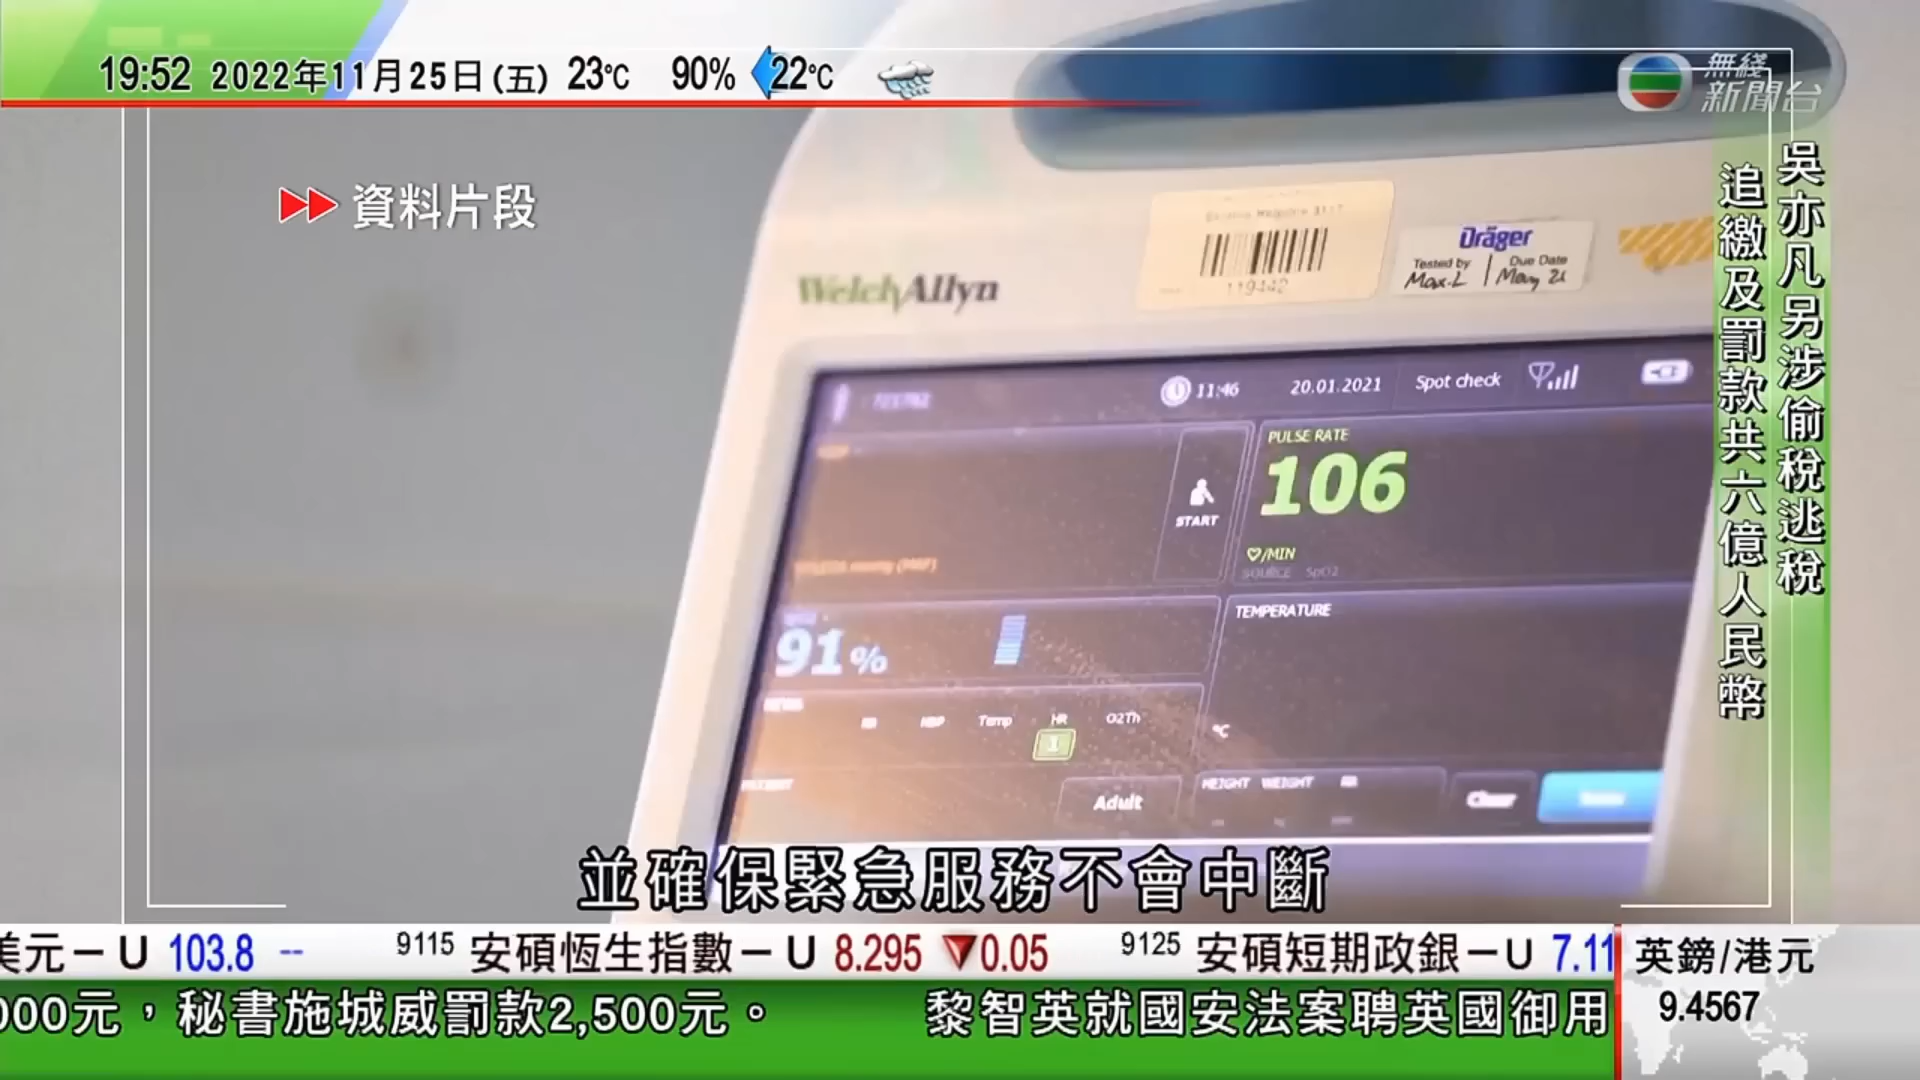 19:52 2022年11月25日(五) 23℃ 90% 22℃
無綫
新聞台
吳亦凡另涉偷稅逃稅
追繳及罰款共六億人民幣
資料片段
WelchAllyn
119442
Dräger
Tested by Due Date
Max.L May 21
11:46 20.01.2021 Spot check
PULSE RATE
106
START
♡/MIN
SOURCE SpO2
TEMPERATURE
91%
Temp HR O2Th
1
℃
Adult
HEIGHT WEIGHT RR
Clear
並確保緊急服務不會中斷
美元－U 103.8 -- 9115 安碩恆生指數－U 8.295 ▼0.05 9125 安碩短期政銀－U 7.11
英鎊/港元
9.4567
000元，秘書施城威罰款2,500元。 黎智英就國安法案聘英國御用